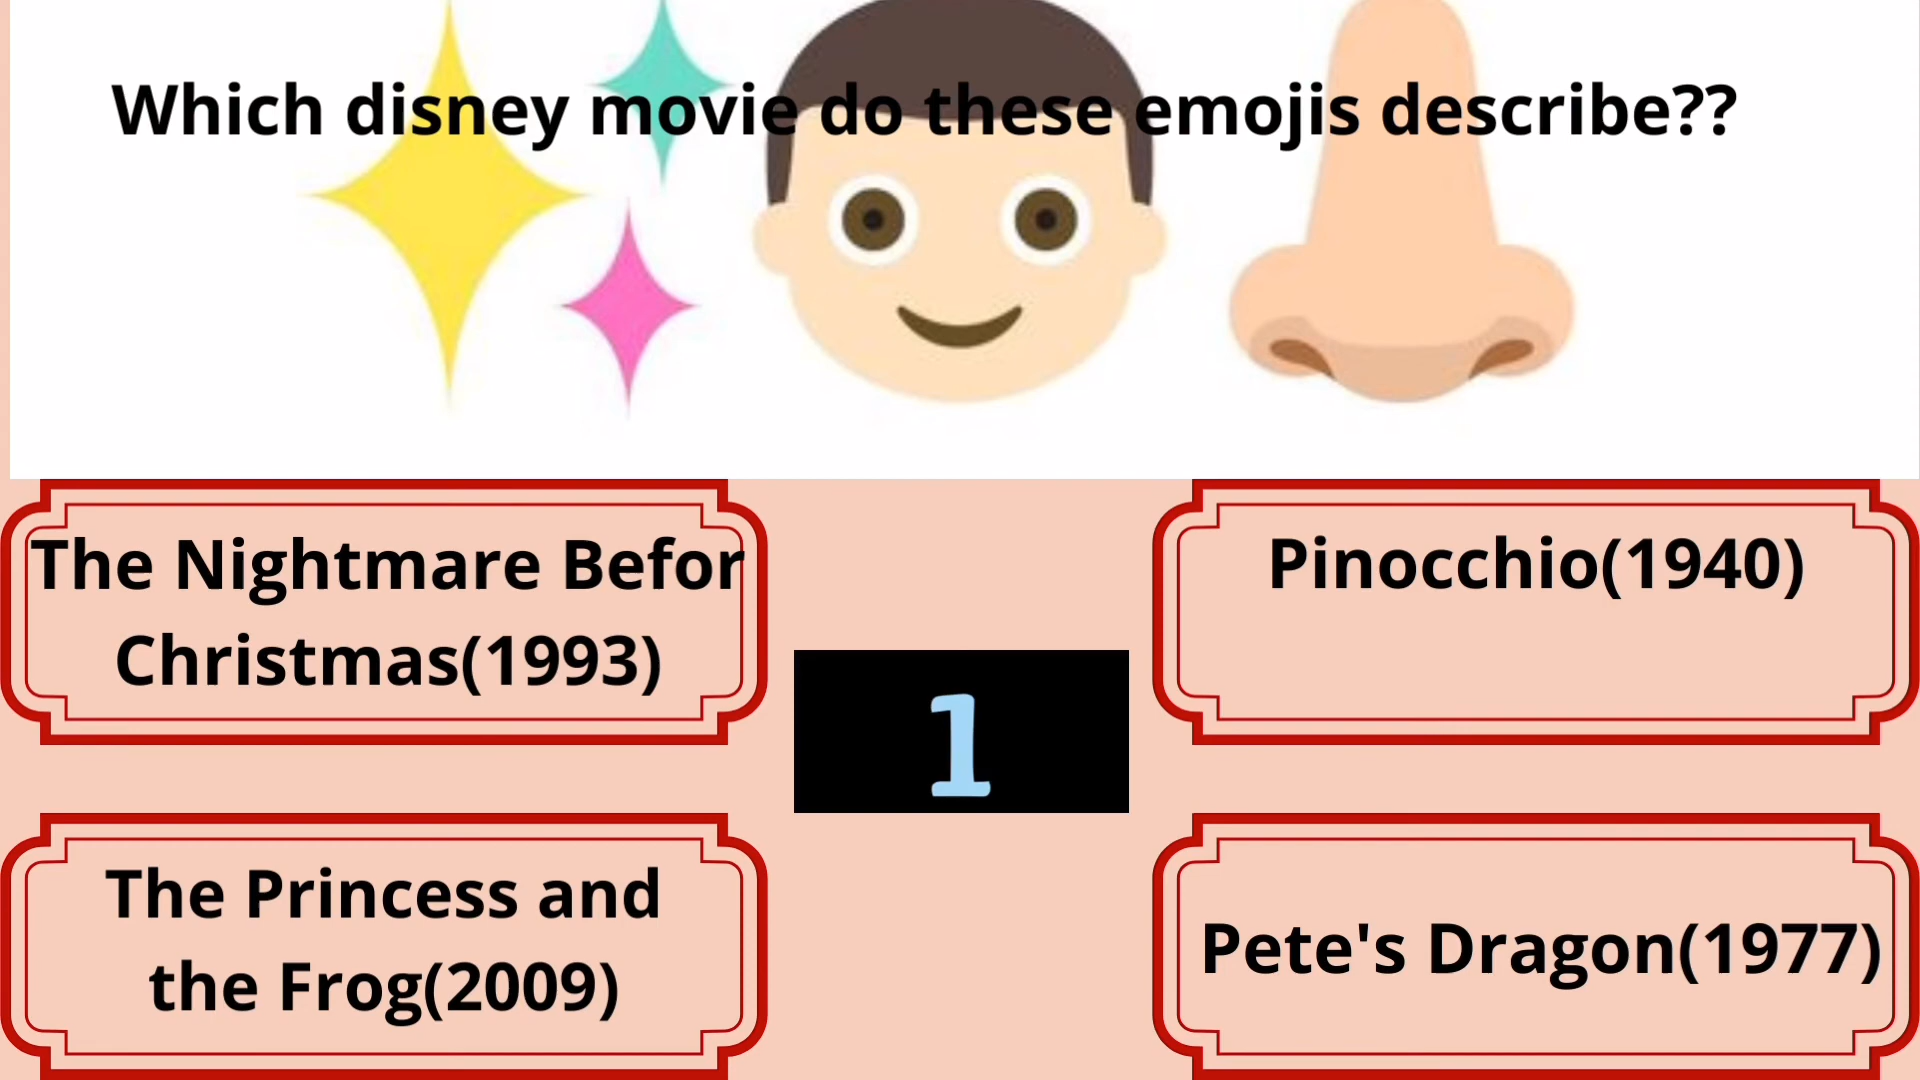 Which disney movie do these emojis describe??
The Nightmare Befor
Christmas(1993)
Pinocchio(1940)
1
The Princess and
the Frog(2009)
Pete's Dragon(1977)